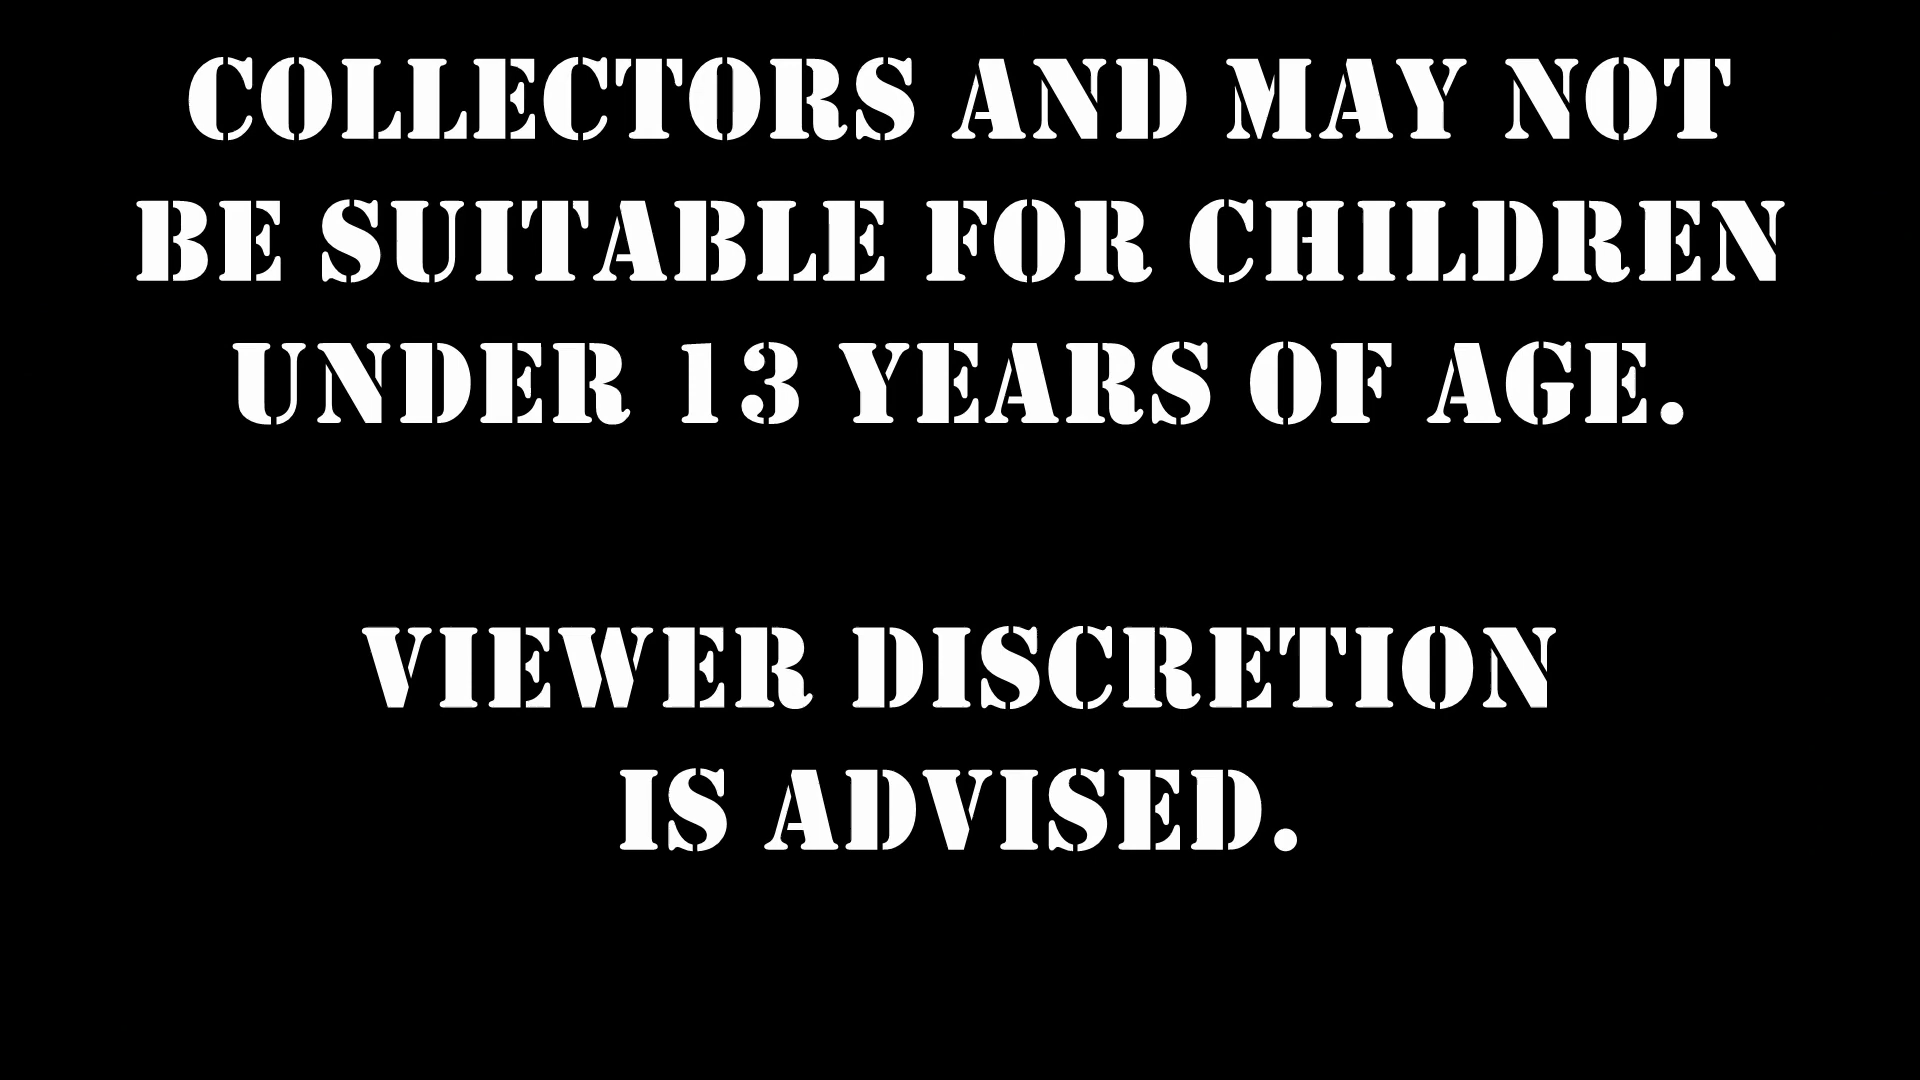 COLLECTORS AND MAY NOT
BE SUITABLE FOR CHILDREN
UNDER 13 YEARS OF AGE.
VIEWER DISCRETION
IS ADVISED.